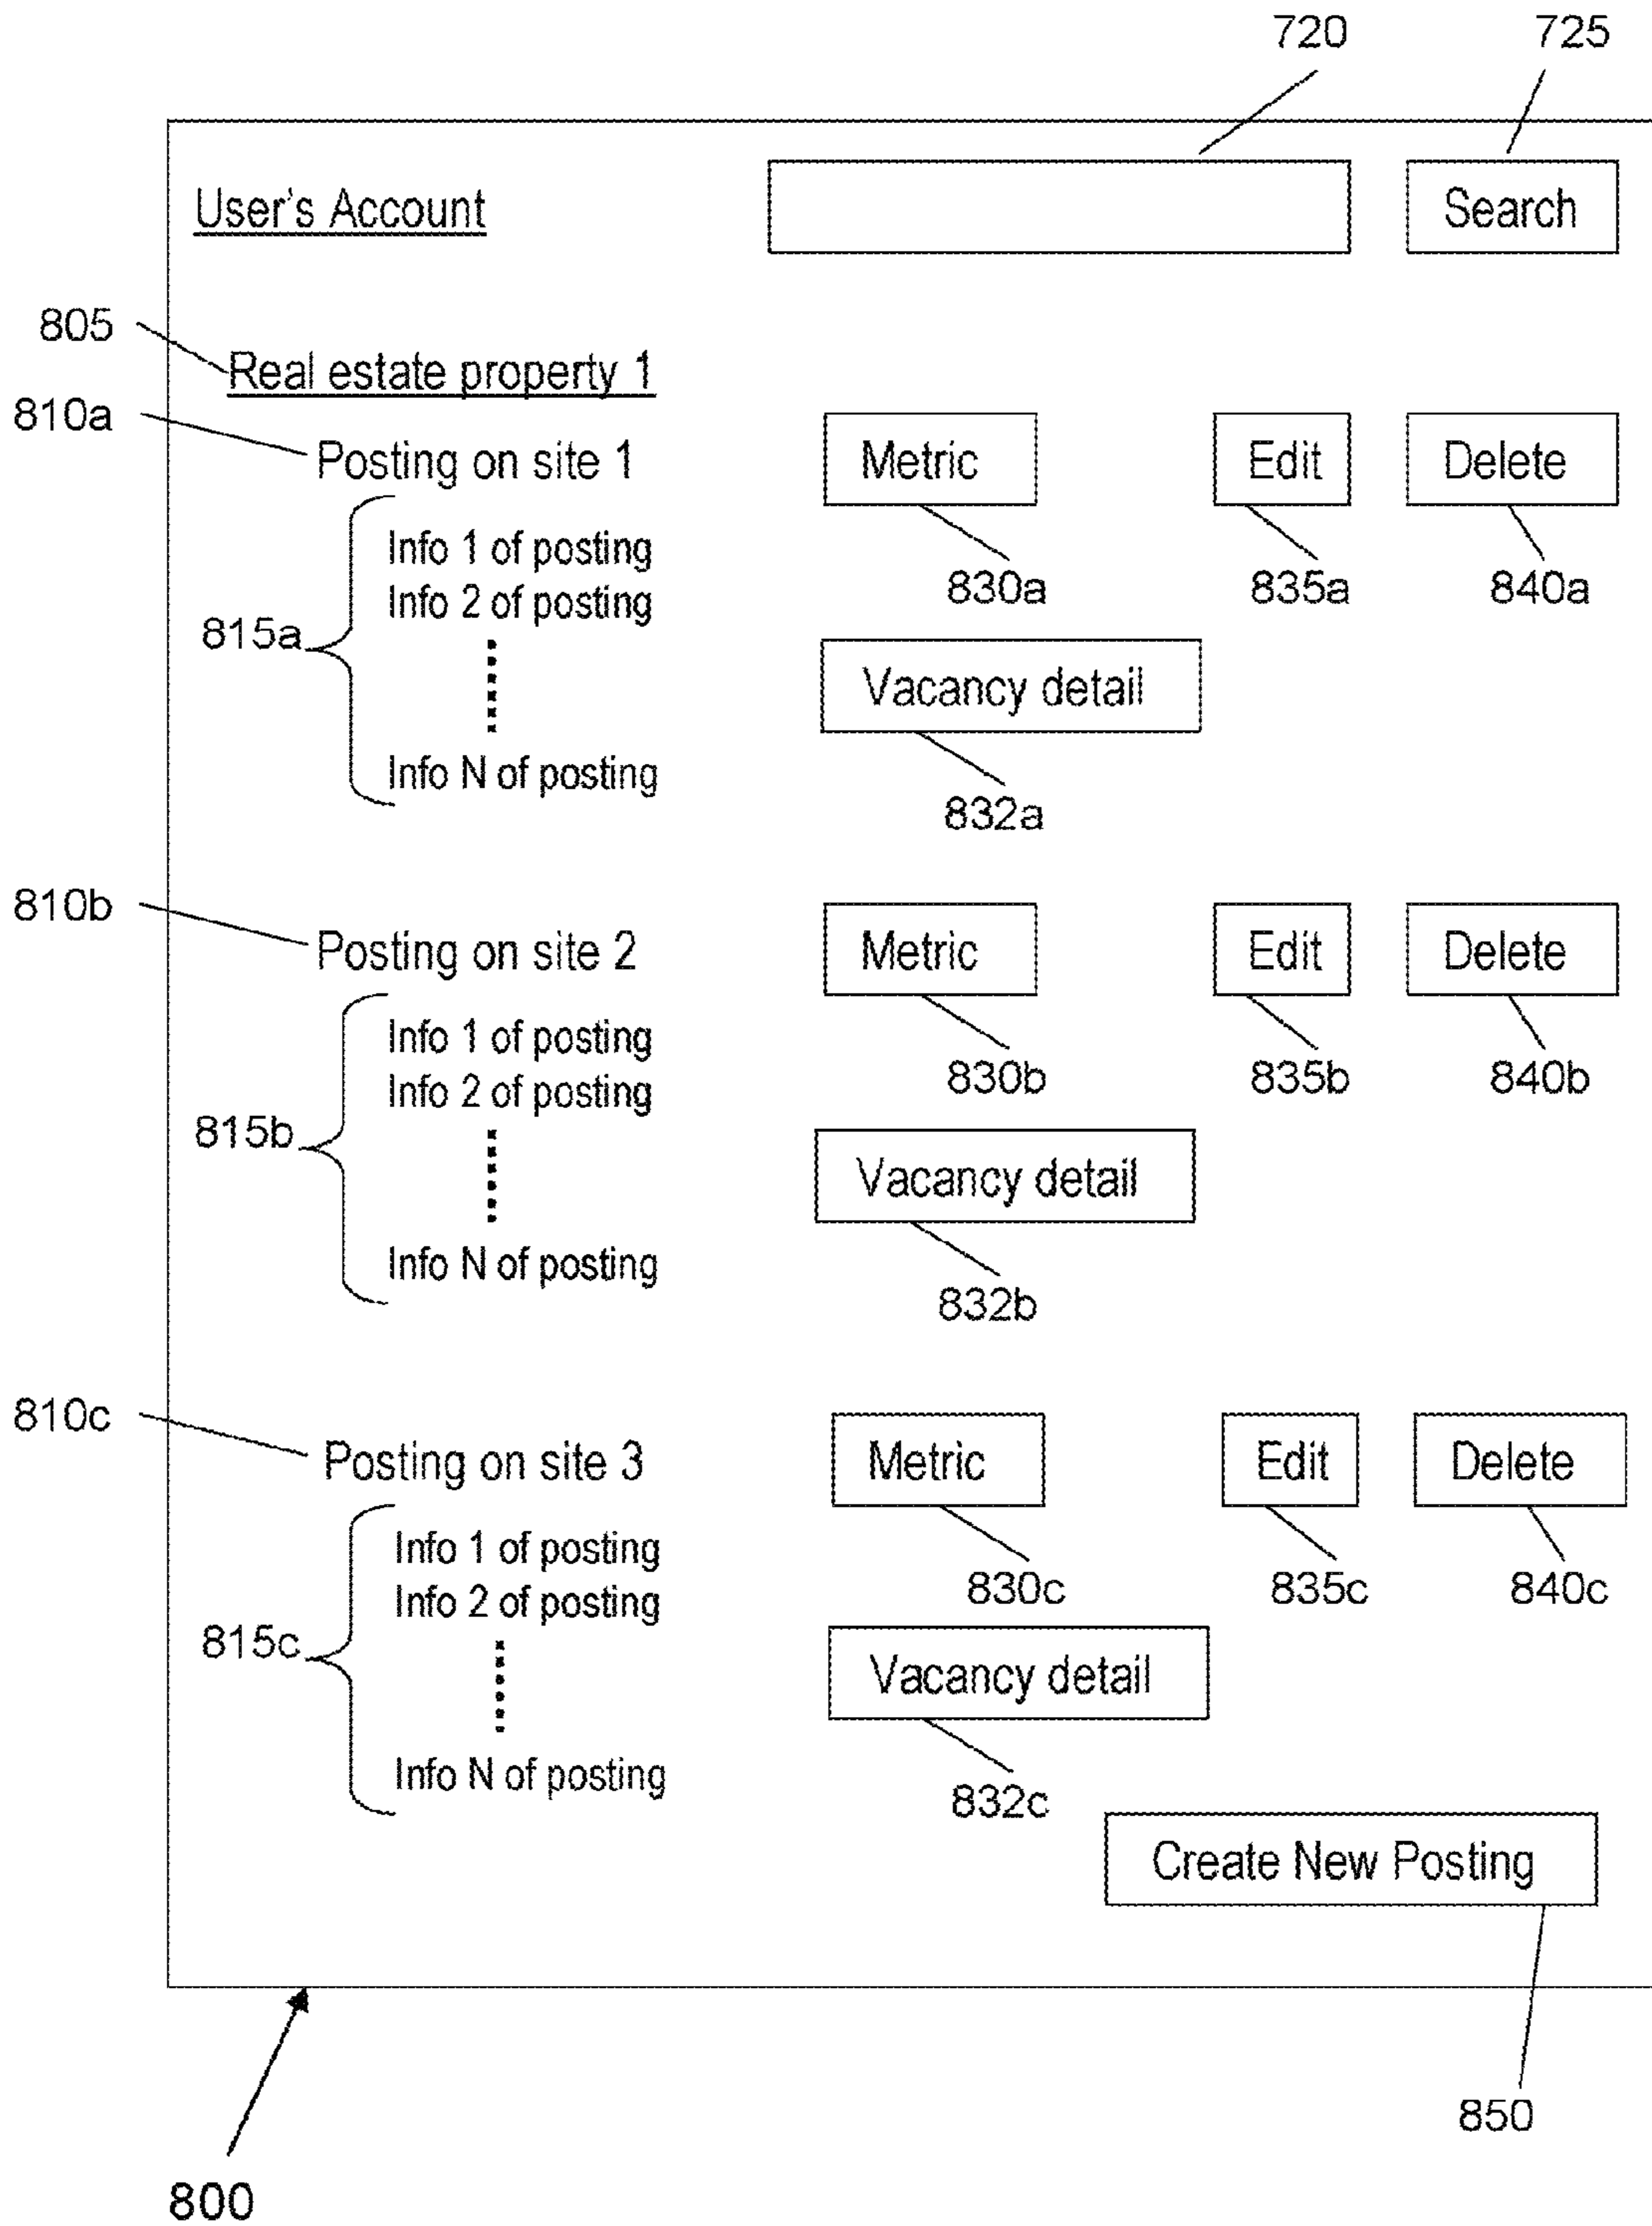 720 725
User's Account Search
805
Real estate property 1
810a
Posting on site 1 Metric Edit Delete
Info 1 of posting
830a 835a 840a
Info 2 of posting
815a
Vacancy detail
Info N of posting
832a
810b
Posting on site 2 Metric Edit Delete
Info 1 of posting
830b 835b 840b
Info 2 of posting
815b
Vacancy detail
Info N of posting
832b
810c
Posting on site 3 Metric Edit Delete
Info 1 of posting
830c 835c 840c
Info 2 of posting
815c
Vacancy detail
Info N of posting
832c
Create New Posting
850
800